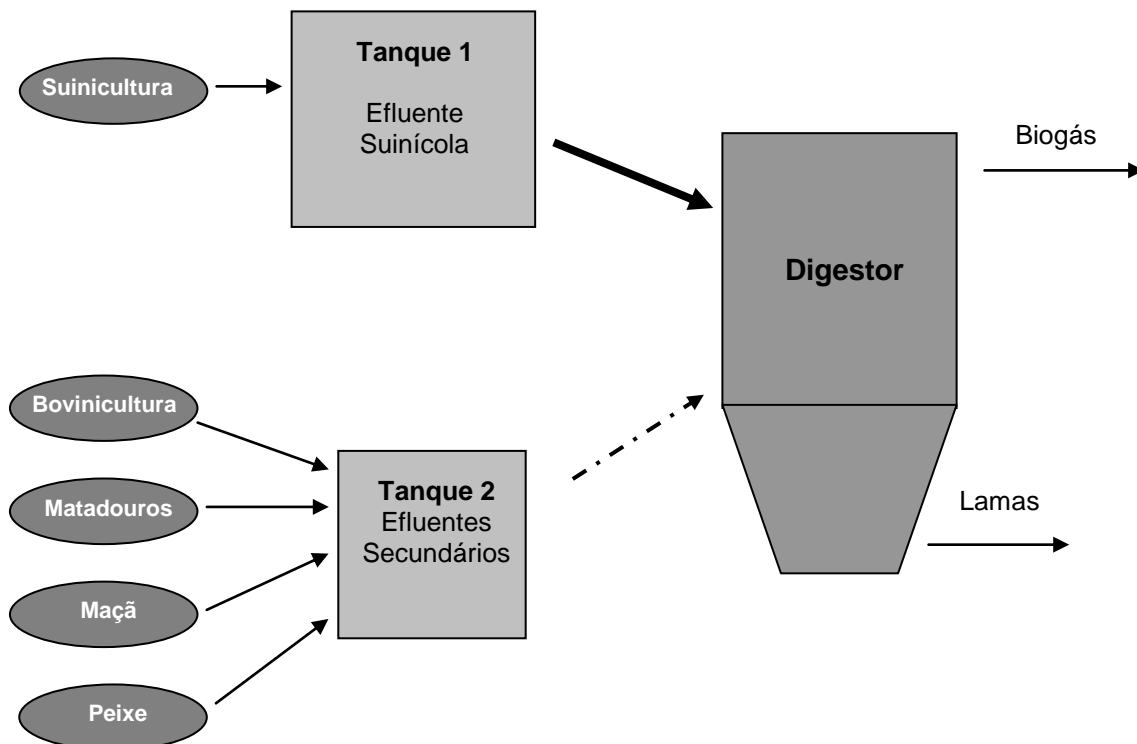 Suinicultura
Tanque 1
Efluente
Suinícola
Biogás
Digestor
Bovinicultura
Matadouros
Maçã
Peixe
Tanque 2
Efluentes
Secundários
Lamas